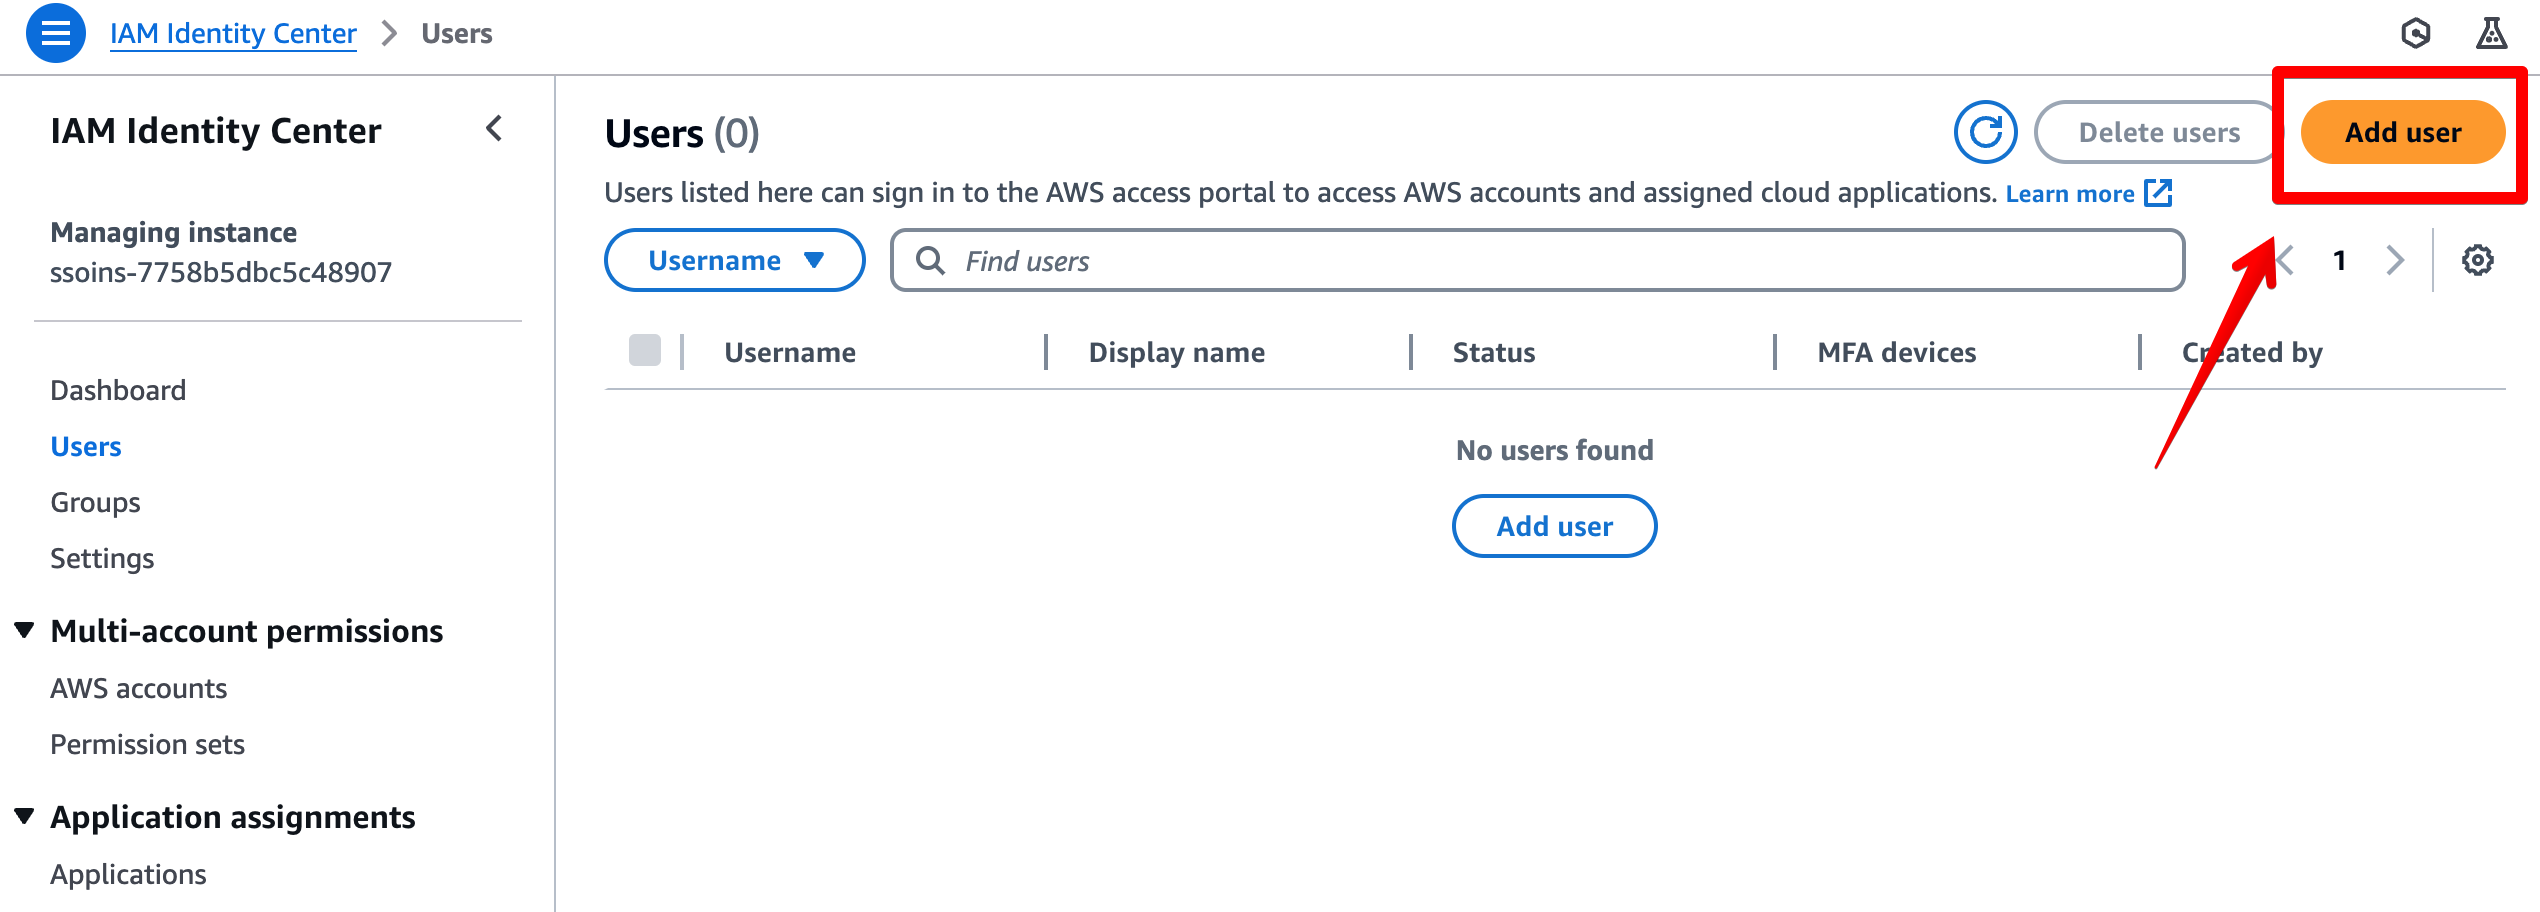 IAM Identity Center > Users
IAM Identity Center
Managing instance
ssoins-7758b5dbc5c48907
Dashboard
Users
Groups
Settings
Multi-account permissions
AWS accounts
Permission sets
Application assignments
Applications
Users (0)
Delete users
Add user
Users listed here can sign in to the AWS access portal to access AWS accounts and assigned cloud applications. Learn more
Username
Find users
1
Username Display name Status MFA devices Created by
No users found
Add user